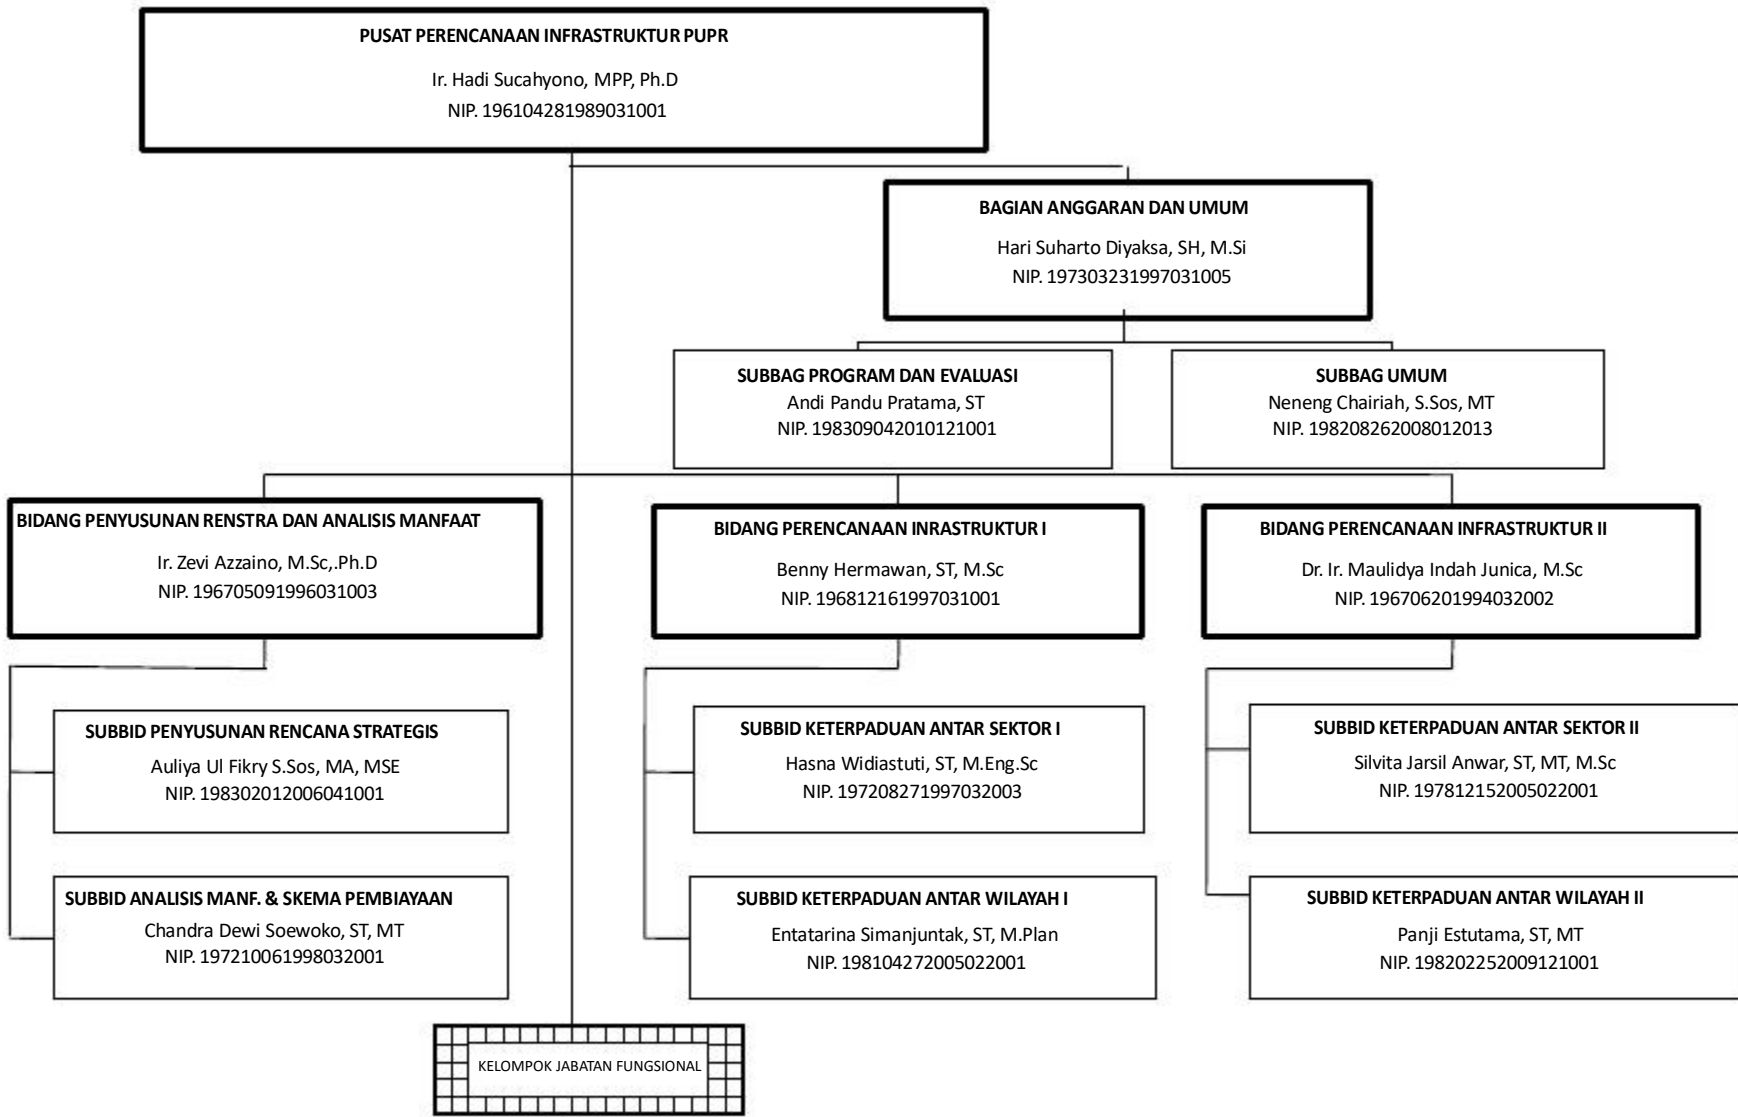 PUSAT PERENCANAAN INFRASTRUKTUR PUPR
Ir. Hadi Sucahyono, MPP, Ph.D
NIP. 196104281989031001
BAGIAN ANGGARAN DAN UMUM
Hari Suharto Diyaksa, SH, M.Si
NIP. 197303231997031005
SUBBAG PROGRAM DAN EVALUASI
Andi Pandu Pratama, ST
NIP. 198309042010121001
SUBBAG UMUM
Neneng Chairiah, S.Sos, MT
NIP. 198208262008012013
BIDANG PENYUSUNAN RENSTRA DAN ANALISIS MANFAAT
Ir. Zevi Azzaino, M.Sc,.Ph.D
NIP. 196705091996031003
BIDANG PERENCANAAN INRASTRUKTUR I
Benny Hermawan, ST, M.Sc
NIP. 196812161997031001
BIDANG PERENCANAAN INFRASTRUKTUR II
Dr. Ir. Maulidya Indah Junica, M.Sc
NIP. 196706201994032002
SUBBID PENYUSUNAN RENCANA STRATEGIS
Auliya Ul Fikry S.Sos, MA, MSE
NIP. 198302012006041001
SUBBID KETERPADUAN ANTAR SEKTOR I
Hasna Widiastuti, ST, M.Eng.Sc
NIP. 197208271997032003
SUBBID KETERPADUAN ANTAR SEKTOR II
Silvita Jarsil Anwar, ST, MT, M.Sc
NIP. 197812152005022001
SUBBID ANALISIS MANF. & SKEMA PEMBIAYAAN
Chandra Dewi Soewoko, ST, MT
NIP. 197210061998032001
SUBBID KETERPADUAN ANTAR WILAYAH I
Entatarina Simanjuntak, ST, M.Plan
NIP. 198104272005022001
SUBBID KETERPADUAN ANTAR WILAYAH II
Panji Estutama, ST, MT
NIP. 198202252009121001
KELOMPOK JABATAN FUNGSIONAL